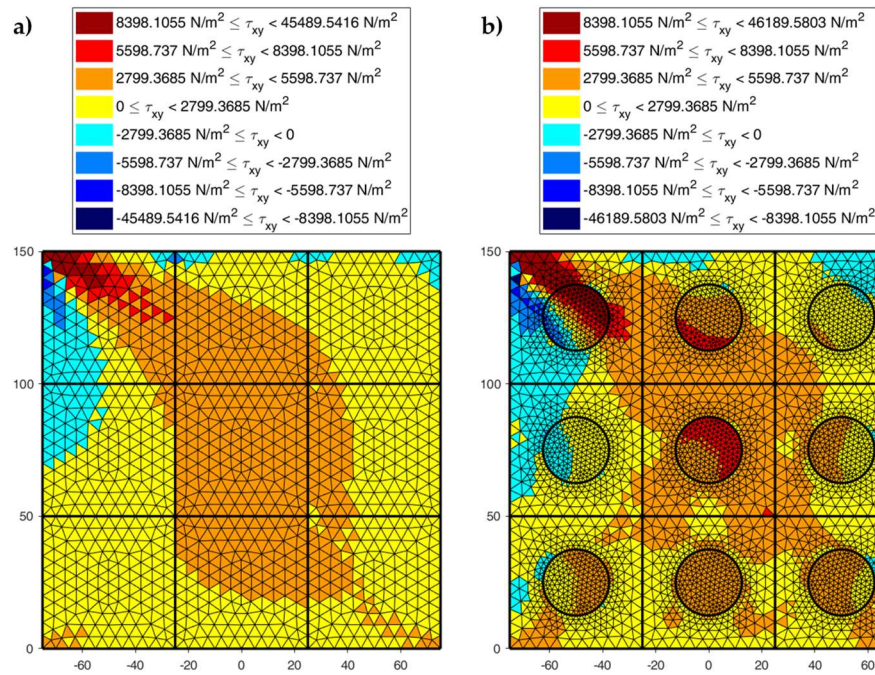 a)
8398.1055 N/m² ≤ τxy < 45489.5416 N/m²
5598.737 N/m² ≤ τxy < 8398.1055 N/m²
2799.3685 N/m² ≤ τxy < 5598.737 N/m²
0 ≤ τxy < 2799.3685 N/m²
-2799.3685 N/m² ≤ τxy < 0
-5598.737 N/m² ≤ τxy < -2799.3685 N/m²
-8398.1055 N/m² ≤ τxy < -5598.737 N/m²
-45489.5416 N/m² ≤ τxy < -8398.1055 N/m²
150
100
50
0
-60 -40 -20 0 20 40 60
b)
8398.1055 N/m² ≤ τxy < 46189.5803 N/m²
5598.737 N/m² ≤ τxy < 8398.1055 N/m²
2799.3685 N/m² ≤ τxy < 5598.737 N/m²
0 ≤ τxy < 2799.3685 N/m²
-2799.3685 N/m² ≤ τxy < 0
-5598.737 N/m² ≤ τxy < -2799.3685 N/m²
-8398.1055 N/m² ≤ τxy < -5598.737 N/m²
-46189.5803 N/m² ≤ τxy < -8398.1055 N/m²
150
100
50
0
-60 -40 -20 0 20 40 60